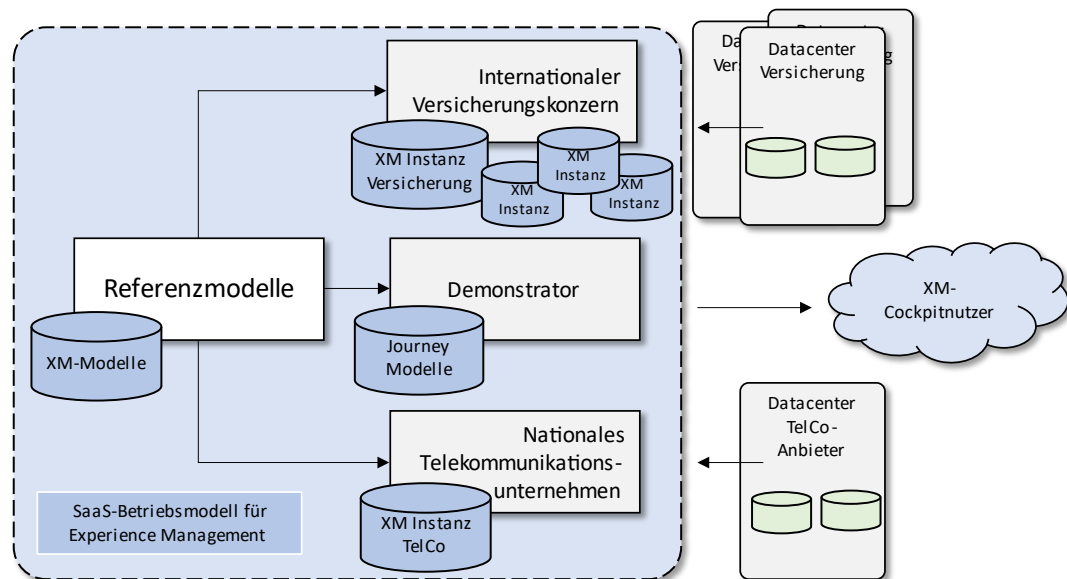 Internationaler
Versicherungskonzern
XM Instanz
Versicherung
XM
Instanz
XM
Instanz
XM
Instanz
Datacenter
Versicherung
Referenzmodelle
XM-Modelle
Demonstrator
Journey
Modelle
XM-
Cockpitnutzer
Nationales
Telekommunikations-
unternehmen
XM Instanz
TelCo
Datacenter
TelCo-
Anbieter
SaaS-Betriebsmodell für
Experience Management